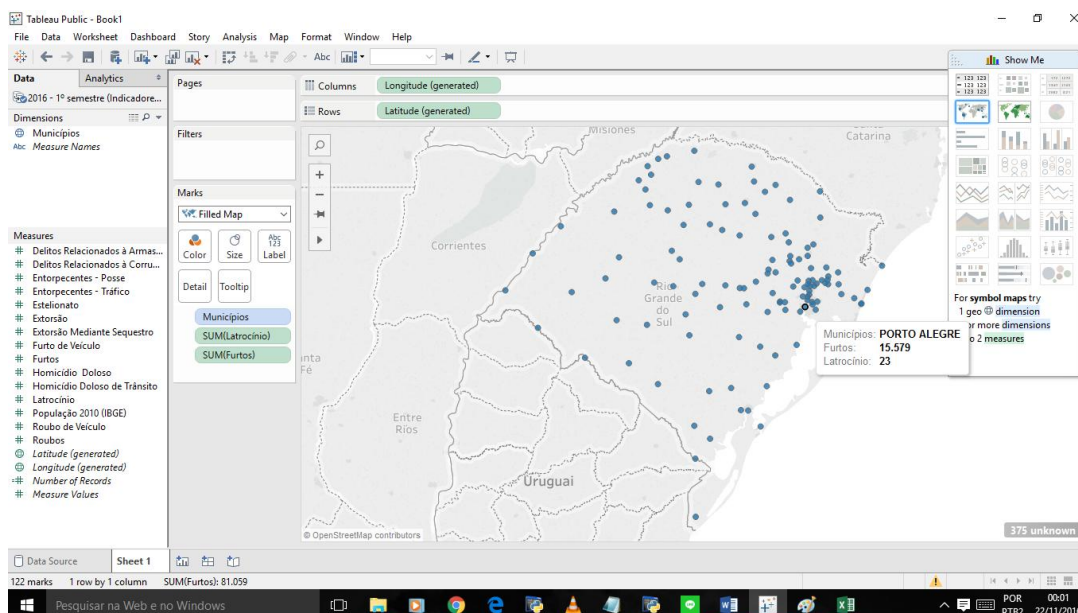 Tableau Public - Book1
File Data Worksheet Dashboard Story Analysis Map Format Window Help
Abc
Data Analytics
2016 - 1º semestre (Indicadore...
Dimensions
Municípios
Abc Measure Names
Measures
# Delitos Relacionados à Armas...
# Delitos Relacionados à Corru...
# Entorpecentes - Posse
# Entorpecentes - Tráfico
# Estelionato
# Extorsão
# Extorsão Mediante Sequestro
# Furto de Veículo
# Furtos
# Homicídio Doloso
# Homicídio Doloso de Trânsito
# Latrocínio
# População 2010 (IBGE)
# Roubo de Veículo
# Roubos
Latitude (generated)
Longitude (generated)
# Number of Records
# Measure Values
Pages
Filters
Marks
Filled Map
Color Size Abc 123 Label
Detail Tooltip
Municípios
SUM(Latrocínio)
SUM(Furtos)
Columns Longitude (generated)
Rows Latitude (generated)
Misiones
Catarina
Corrientes
Rio
Grande
do
Sul
anta
Fé
Entre
Ríos
Uruguai
© OpenStreetMap contributors
375 unknown
Municípios: PORTO ALEGRE
Furtos: 15.579
Latrocínio: 23
Show Me
For symbol maps try
1 geo dimension
or more dimensions
o 2 measures
Data Source Sheet 1
122 marks 1 row by 1 column SUM(Furtos): 81.059
Pesquisar na Web e no Windows
POR 00:01
PTB2 22/11/201